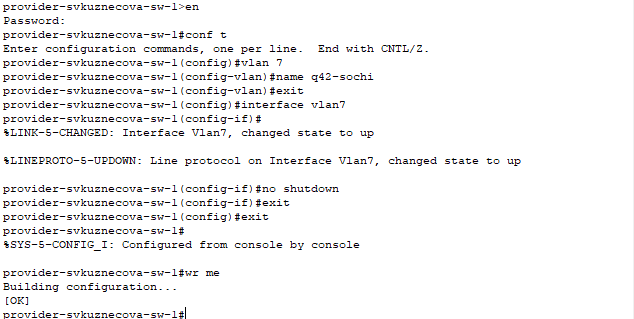 provider-svkuznecova-sw-1>en
Password:
provider-svkuznecova-sw-1#conf t
Enter configuration commands, one per line.  End with CNTL/Z.
provider-svkuznecova-sw-1(config)#vlan 7
provider-svkuznecova-sw-1(config-vlan)#name q42-sochi
provider-svkuznecova-sw-1(config-vlan)#exit
provider-svkuznecova-sw-1(config)#interface vlan7
provider-svkuznecova-sw-1(config-if)#
%LINK-5-CHANGED: Interface Vlan7, changed state to up
%LINEPROTO-5-UPDOWN: Line protocol on Interface Vlan7, changed state to up
provider-svkuznecova-sw-1(config-if)#no shutdown
provider-svkuznecova-sw-1(config-if)#exit
provider-svkuznecova-sw-1(config)#exit
provider-svkuznecova-sw-1#
%SYS-5-CONFIG_I: Configured from console by console
provider-svkuznecova-sw-1#wr me
Building configuration...
[OK]
provider-svkuznecova-sw-1#